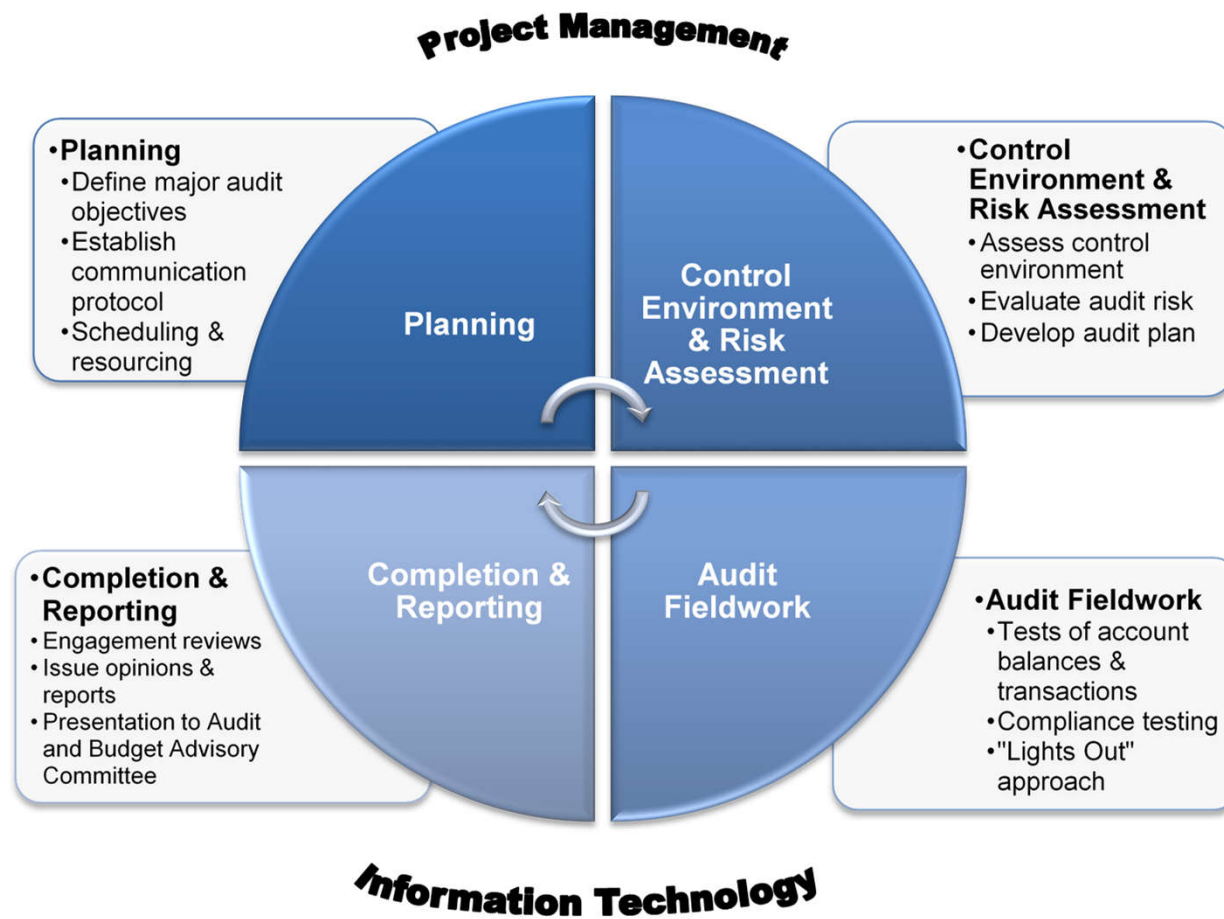 Project Management
•Planning
•Define major audit
objectives
•Establish
communication
protocol
•Scheduling &
resourcing
•Control
Environment &
Risk Assessment
•Assess control
environment
•Evaluate audit risk
•Develop audit plan
Planning
Control
Environment
& Risk
Assessment
Completion &
Reporting
Audit
Fieldwork
•Completion &
Reporting
•Engagement reviews
•Issue opinions &
reports
•Presentation to Audit
and Budget Advisory
Committee
•Audit Fieldwork
•Tests of account
balances &
transactions
•Compliance testing
•"Lights Out"
approach
Information Technology